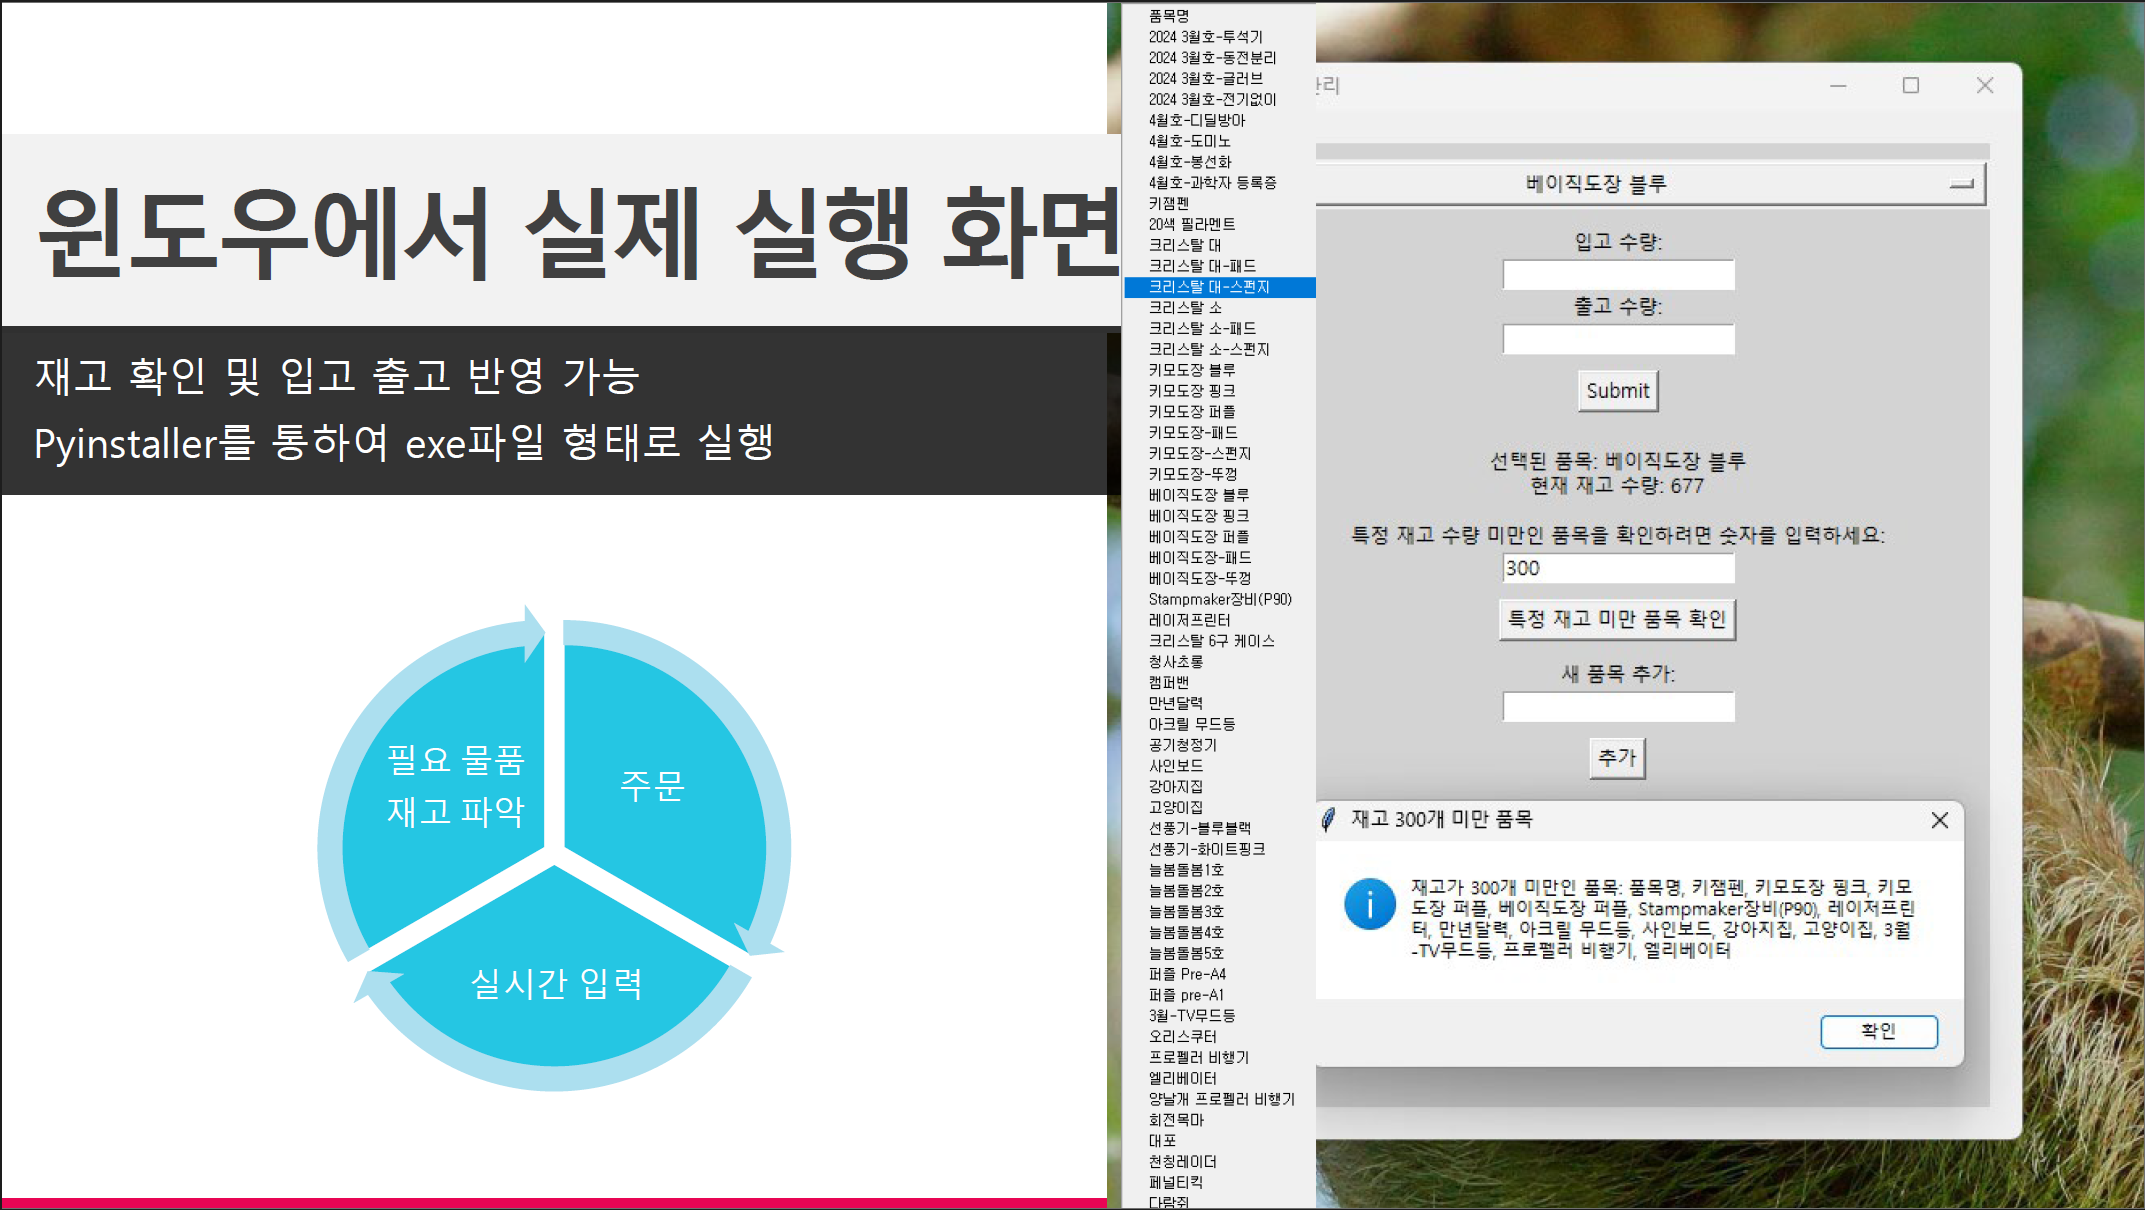 윈도우에서 실제 실행 화면
재고 확인 및 입고 출고 반영 가능
Pyinstaller를 통하여 exe파일 형태로 실행
필요 물품
재고 파악
주문
실시간 입력
품목명
2024 3월호-투석기
2024 3월호-동전분리
2024 3월호-글러브
2024 3월호-전기없이
4월호-디딜방아
4월호-도미노
4월호-봉선화
4월호-과학자 등록증
키잼펜
20색 필라멘트
크리스탈 대
크리스탈 대-패드
크리스탈 대-스펀지
크리스탈 소
크리스탈 소-패드
크리스탈 소-스펀지
키모도장 블루
키모도장 핑크
키모도장 퍼플
키모도장-패드
키모도장-스펀지
키모도장-뚜껑
베이직도장 블루
베이직도장 핑크
베이직도장 퍼플
베이직도장-패드
베이직도장-뚜껑
Stampmaker장비(P90)
레이저프린터
크리스탈 6구 케이스
청사초롱
캠퍼밴
만년달력
아크릴 무드등
공기청정기
사인보드
강아지집
고양이집
선풍기-블루블랙
선풍기-화이트핑크
늘봄돌봄1호
늘봄돌봄2호
늘봄돌봄3호
늘봄돌봄4호
늘봄돌봄5호
퍼즐 Pre-A4
퍼즐 pre-A1
3월-TV무드등
오리스쿠터
프로펠러 비행기
엘리베이터
양날개 프로펠러 비행기
회전목마
대포
천칭레이더
페널티킥
다람쥐
관리
베이직도장 블루
입고 수량:
출고 수량:
Submit
선택된 품목: 베이직도장 블루
현재 재고 수량: 677
특정 재고 수량 미만인 품목을 확인하려면 숫자를 입력하세요:
300
특정 재고 미만 품목 확인
새 품목 추가:
추가
재고 300개 미만 품목
재고가 300개 미만인 품목: 품목명, 키잼펜, 키모도장 핑크, 키모
도장 퍼플, 베이직도장 퍼플, Stampmaker장비(P90), 레이저프린
터, 만년달력, 아크릴 무드등, 사인보드, 강아지집, 고양이집, 3월
-TV무드등, 프로펠러 비행기, 엘리베이터
확인